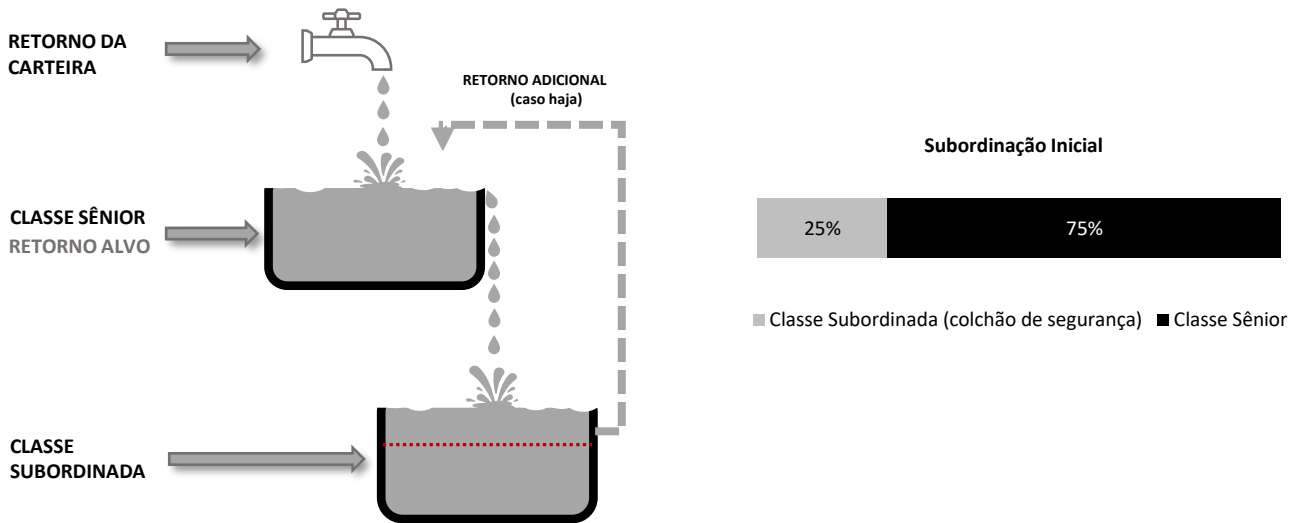 RETORNO DA
CARTEIRA
RETORNO ADICIONAL
(caso haja)
CLASSE SÊNIOR
RETORNO ALVO
CLASSE
SUBORDINADA
Subordinação Inicial
25%
75%
Classe Subordinada (colchão de segurança)
Classe Sênior